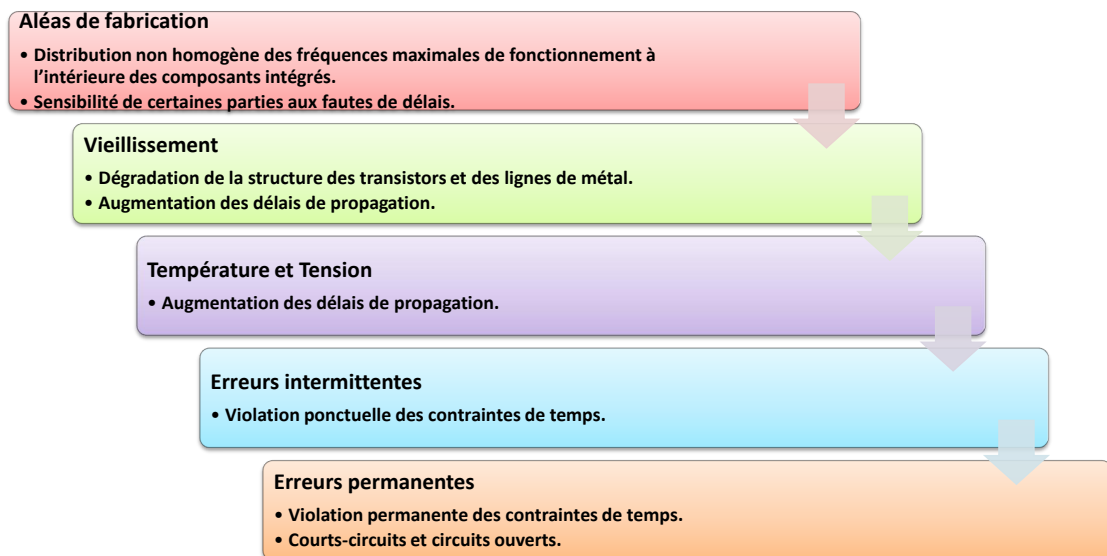 Aléas de fabrication
• Distribution non homogène des fréquences maximales de fonctionnement à
l'intérieure des composants intégrés.
• Sensibilité de certaines parties aux fautes de délais.
Vieillissement
• Dégradation de la structure des transistors et des lignes de métal.
• Augmentation des délais de propagation.
Température et Tension
• Augmentation des délais de propagation.
Erreurs intermittentes
• Violation ponctuelle des contraintes de temps.
Erreurs permanentes
• Violation permanente des contraintes de temps.
• Courts-circuits et circuits ouverts.